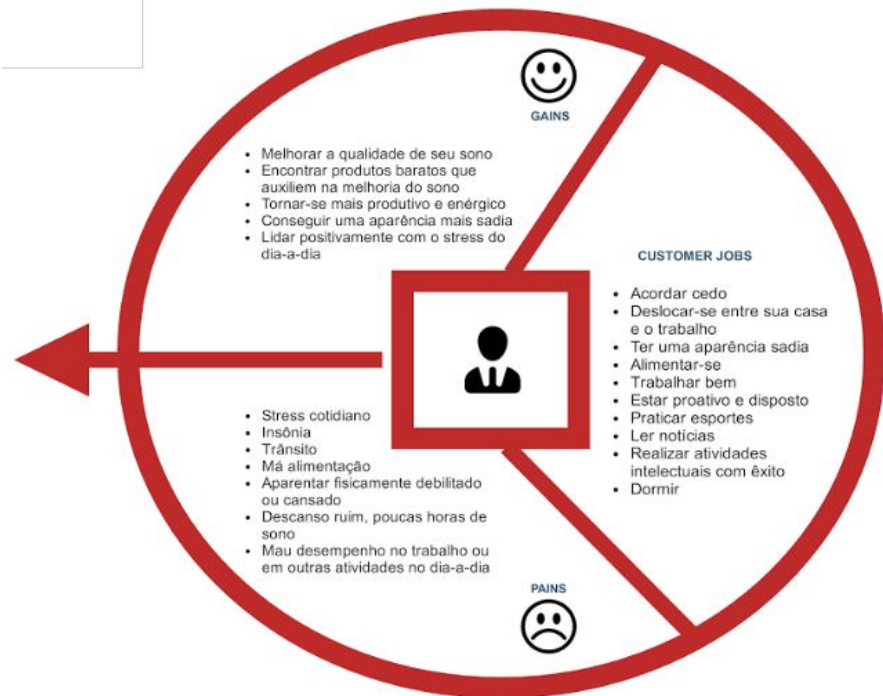 GAINS
• Melhorar a qualidade de seu sono
• Encontrar produtos baratos que
auxiliem na melhoria do sono
• Tornar-se mais produtivo e enérgico
• Conseguir uma aparência mais sadia
• Lidar positivamente com o stress do
dia-a-dia
CUSTOMER JOBS
• Acordar cedo
• Deslocar-se entre sua casa
e o trabalho
• Ter uma aparência sadia
• Alimentar-se
• Trabalhar bem
• Estar proativo e disposto
• Praticar esportes
• Ler notícias
• Realizar atividades
intelectuais com êxito
• Dormir
• Stress cotidiano
• Insônia
• Trânsito
• Má alimentação
• Aparentar fisicamente debilitado
ou cansado
• Descanso ruim, poucas horas de
sono
• Mau desempenho no trabalho ou
em outras atividades no dia-a-dia
PAINS